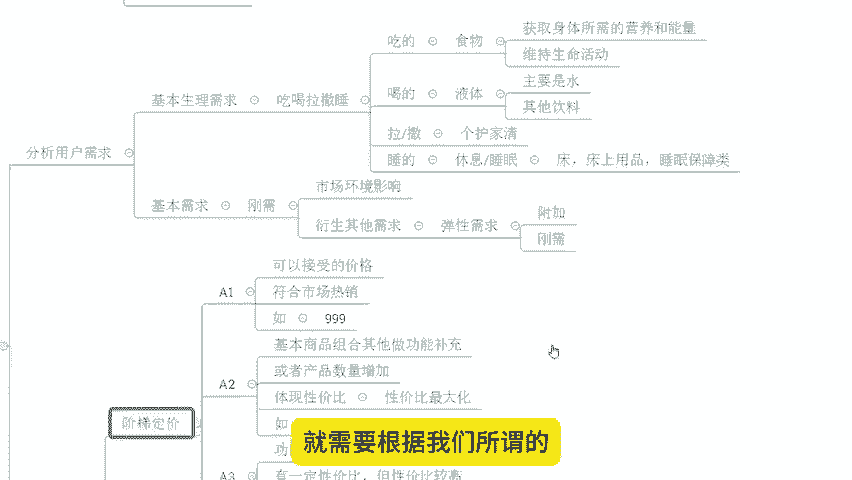 分析用户需求
基本生理需求
吃喝拉撒睡
吃的
食物
获取身体所需的营养和能量
维持生命活动
喝的
液体
主要是水
其他饮料
拉/撒
个护家清
睡的
休息/睡眠
床，床上用品，睡眠保障类
基本需求
刚需
市场环境影响
衍生其他需求
弹性需求
附加
刚需
阶梯定价
A1
可以接受的价格
符合市场热销
如
999
A2
基本商品组合其他做功能补充
或者产品数量增加
体现性价比
性价比最大化
如
A3
功
有一定性价比，但性价比较高
就需要根据我们所谓的